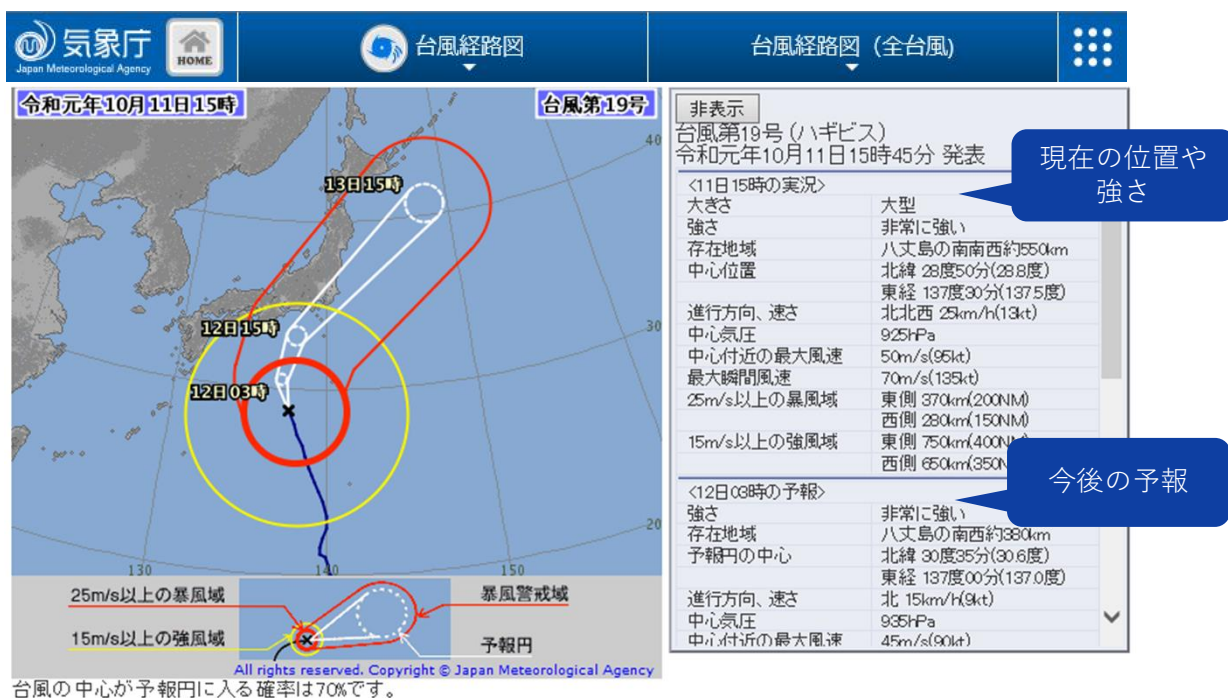 気象庁
Japan Meteorological Agency
HOME
台風経路図
台風経路図 (全台風)
令和元年10月11日15時
台風第19号
13日15時
12日15時
12日03時
40
30
20
130
140
150
25m/s以上の暴風域
暴風警戒域
15m/s以上の強風域
予報円
All rights reserved. Copyright © Japan Meteorological Agency
台風の中心が予報円に入る確率は70%です。
非表示
台風第19号 (ハギビス)
令和元年10月11日15時45分 発表
現在の位置や
強さ
<11日15時の実況>
大きさ 大型
強さ 非常に強い
存在地域 八丈島の南南西約550km
中心位置 北緯 28度50分(28.8度)
東経 137度30分(137.5度)
進行方向、速さ 北北西 25km/h(13kt)
中心気圧 925hPa
中心付近の最大風速 50m/s(95kt)
最大瞬間風速 70m/s(135kt)
25m/s以上の暴風域 東側 370km(200NM)
西側 280km(150NM)
15m/s以上の強風域 東側 750km(400NM)
西側 650km(350N
今後の予報
<12日03時の予報>
強さ 非常に強い
存在地域 八丈島の南西約380km
予報円の中心 北緯 30度35分(30.6度)
東経 137度00分(137.0度)
進行方向、速さ 北 15km/h(9kt)
中心気圧 935hPa
中心付近の最大風速 45m/s(90kt)